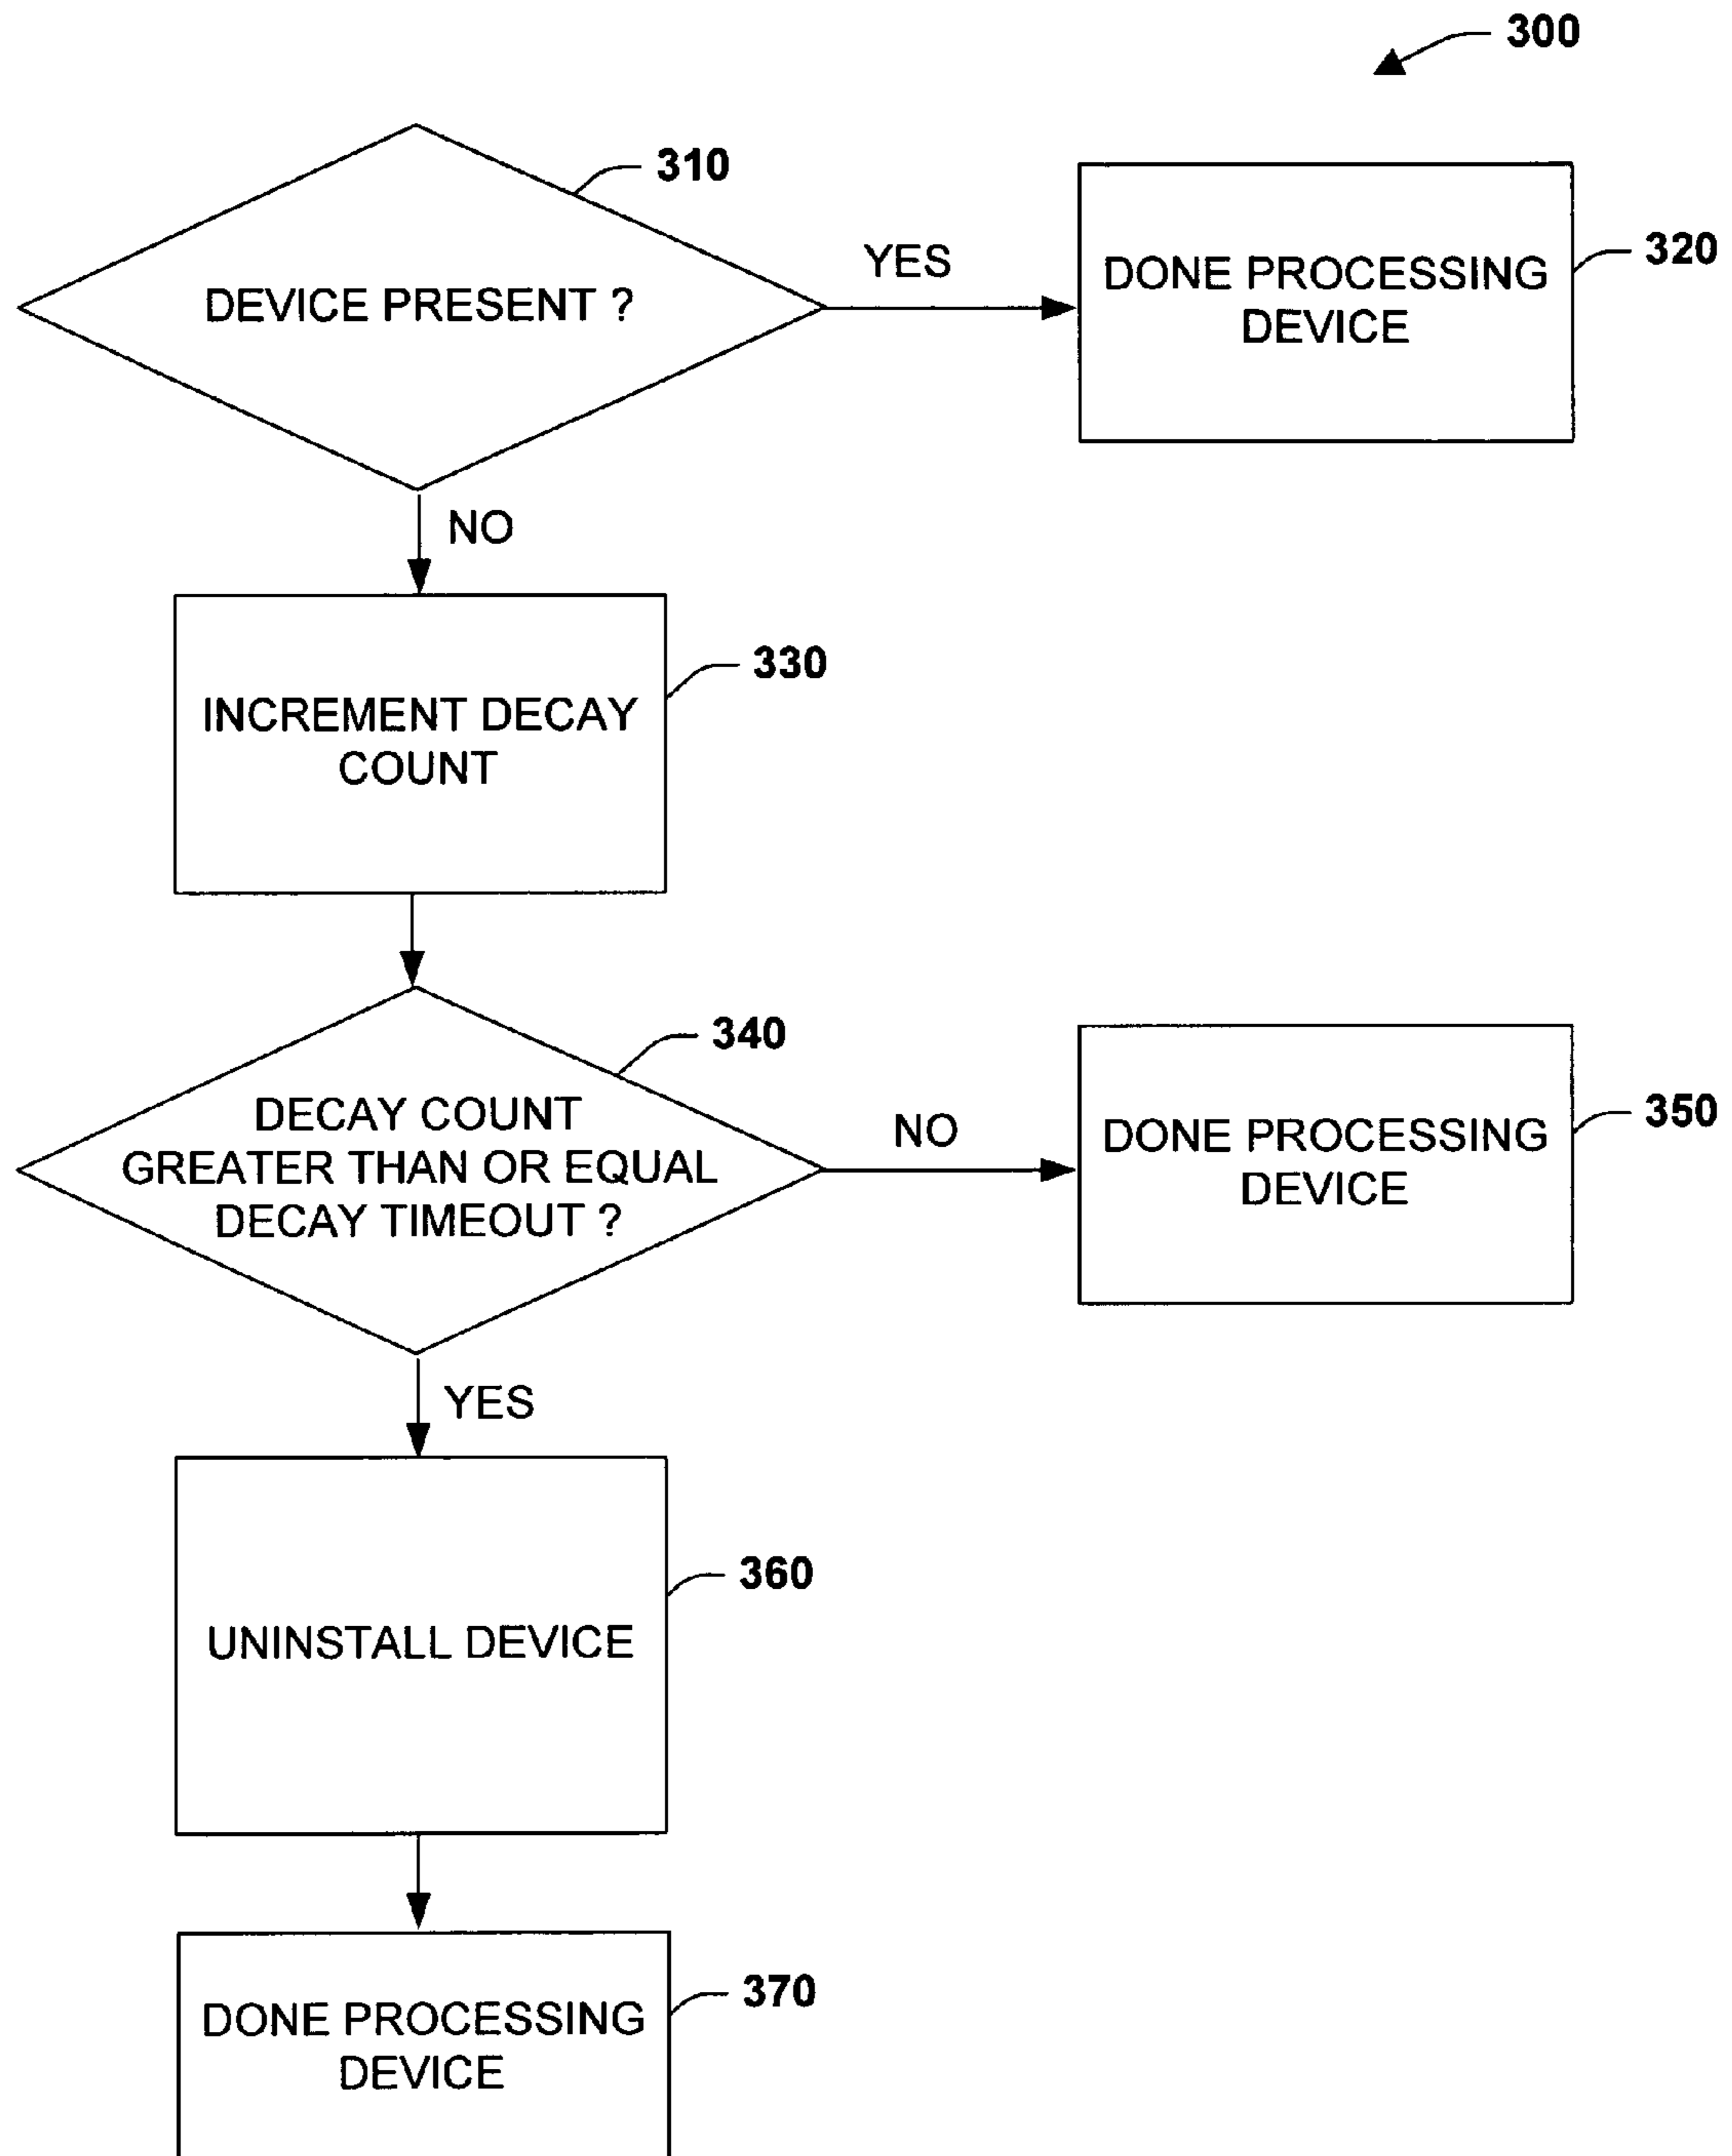 300
310
DEVICE PRESENT ?
YES
DONE PROCESSING
DEVICE
320
NO
INCREMENT DECAY
COUNT
330
340
DECAY COUNT
GREATER THAN OR EQUAL
DECAY TIMEOUT ?
NO
DONE PROCESSING
DEVICE
350
YES
UNINSTALL DEVICE
360
DONE PROCESSING
DEVICE
370